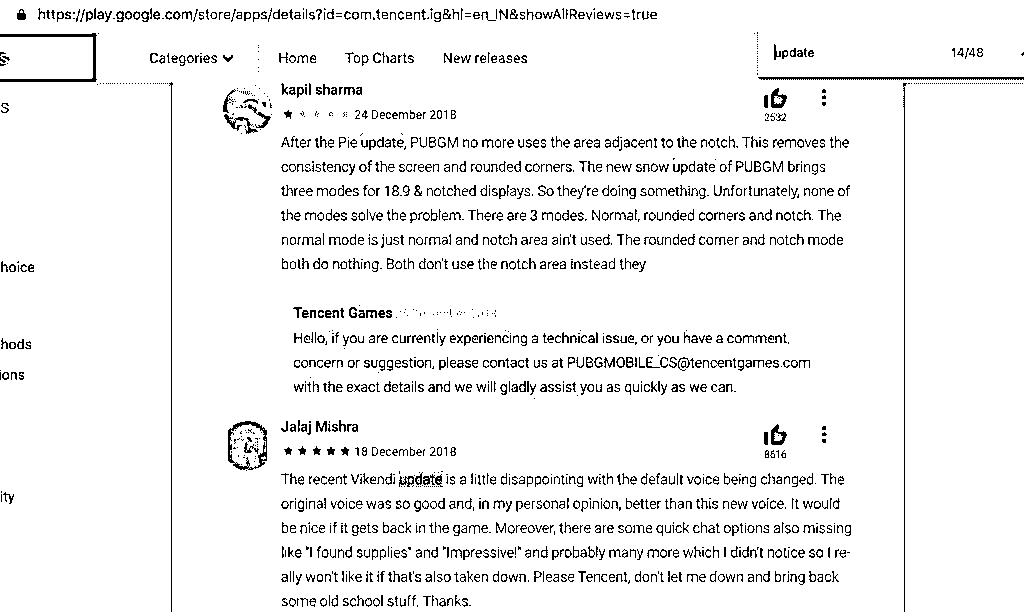 https://play.google.com/store/apps/details?id=com.tencent.ig&hl=en_IN&showAllReviews=true
Categories Home Top Charts New releases
update 14/48
S
kapil sharma
24 December 2018
2532
After the Pie update, PUBGM no more uses the area adjacent to the notch. This removes the
consistency of the screen and rounded corners. The new snow update of PUBGM brings
three modes for 18.9 & notched displays. So they're doing something. Unfortunately, none of
the modes solve the problem. There are 3 modes. Normal, rounded corners and notch. The
normal mode is just normal and notch area ain't used. The rounded corner and notch mode
both do nothing. Both don't use the notch area instead they
hoice
Tencent Games
Hello, if you are currently experiencing a technical issue, or you have a comment,
concern or suggestion, please contact us at PUBGMOBILE_CS@tencentgames.com
with the exact details and we will gladly assist you as quickly as we can.
hods
ions
Jalaj Mishra
18 December 2018
8616
The recent Vikendi update is a little disappointing with the default voice being changed. The
original voice was so good and, in my personal opinion, better than this new voice. It would
be nice if it gets back in the game. Moreover, there are some quick chat options also missing
like "I found supplies" and "Impressive!" and probably many more which I didn't notice so I re-
ally won't like it if that's also taken down. Please Tencent, don't let me down and bring back
some old school stuff. Thanks.
ity